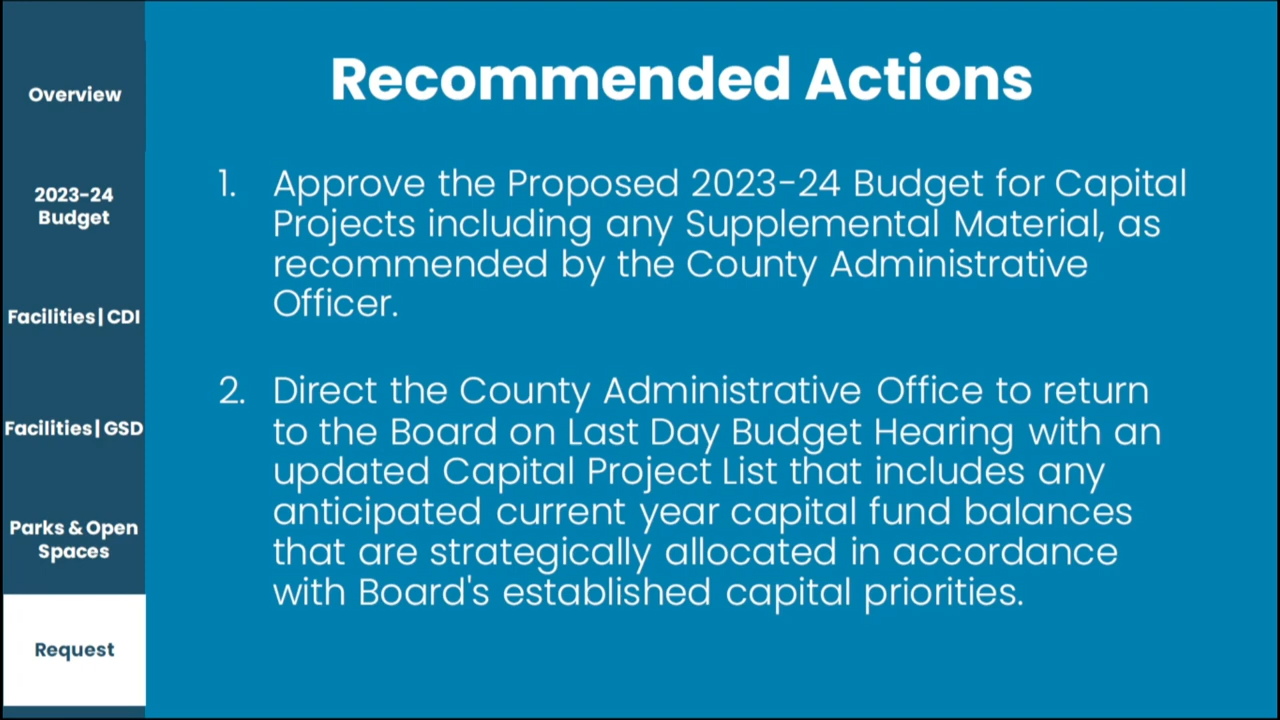 Overview
2023-24
Budget
Facilities | CDI
Facilities | GSD
Parks & Open
Spaces
Request
Recommended Actions
1. Approve the Proposed 2023-24 Budget for Capital
Projects including any Supplemental Material, as
recommended by the County Administrative
Officer.
2. Direct the County Administrative Office to return
to the Board on Last Day Budget Hearing with an
updated Capital Project List that includes any
anticipated current year capital fund balances
that are strategically allocated in accordance
with Board's established capital priorities.